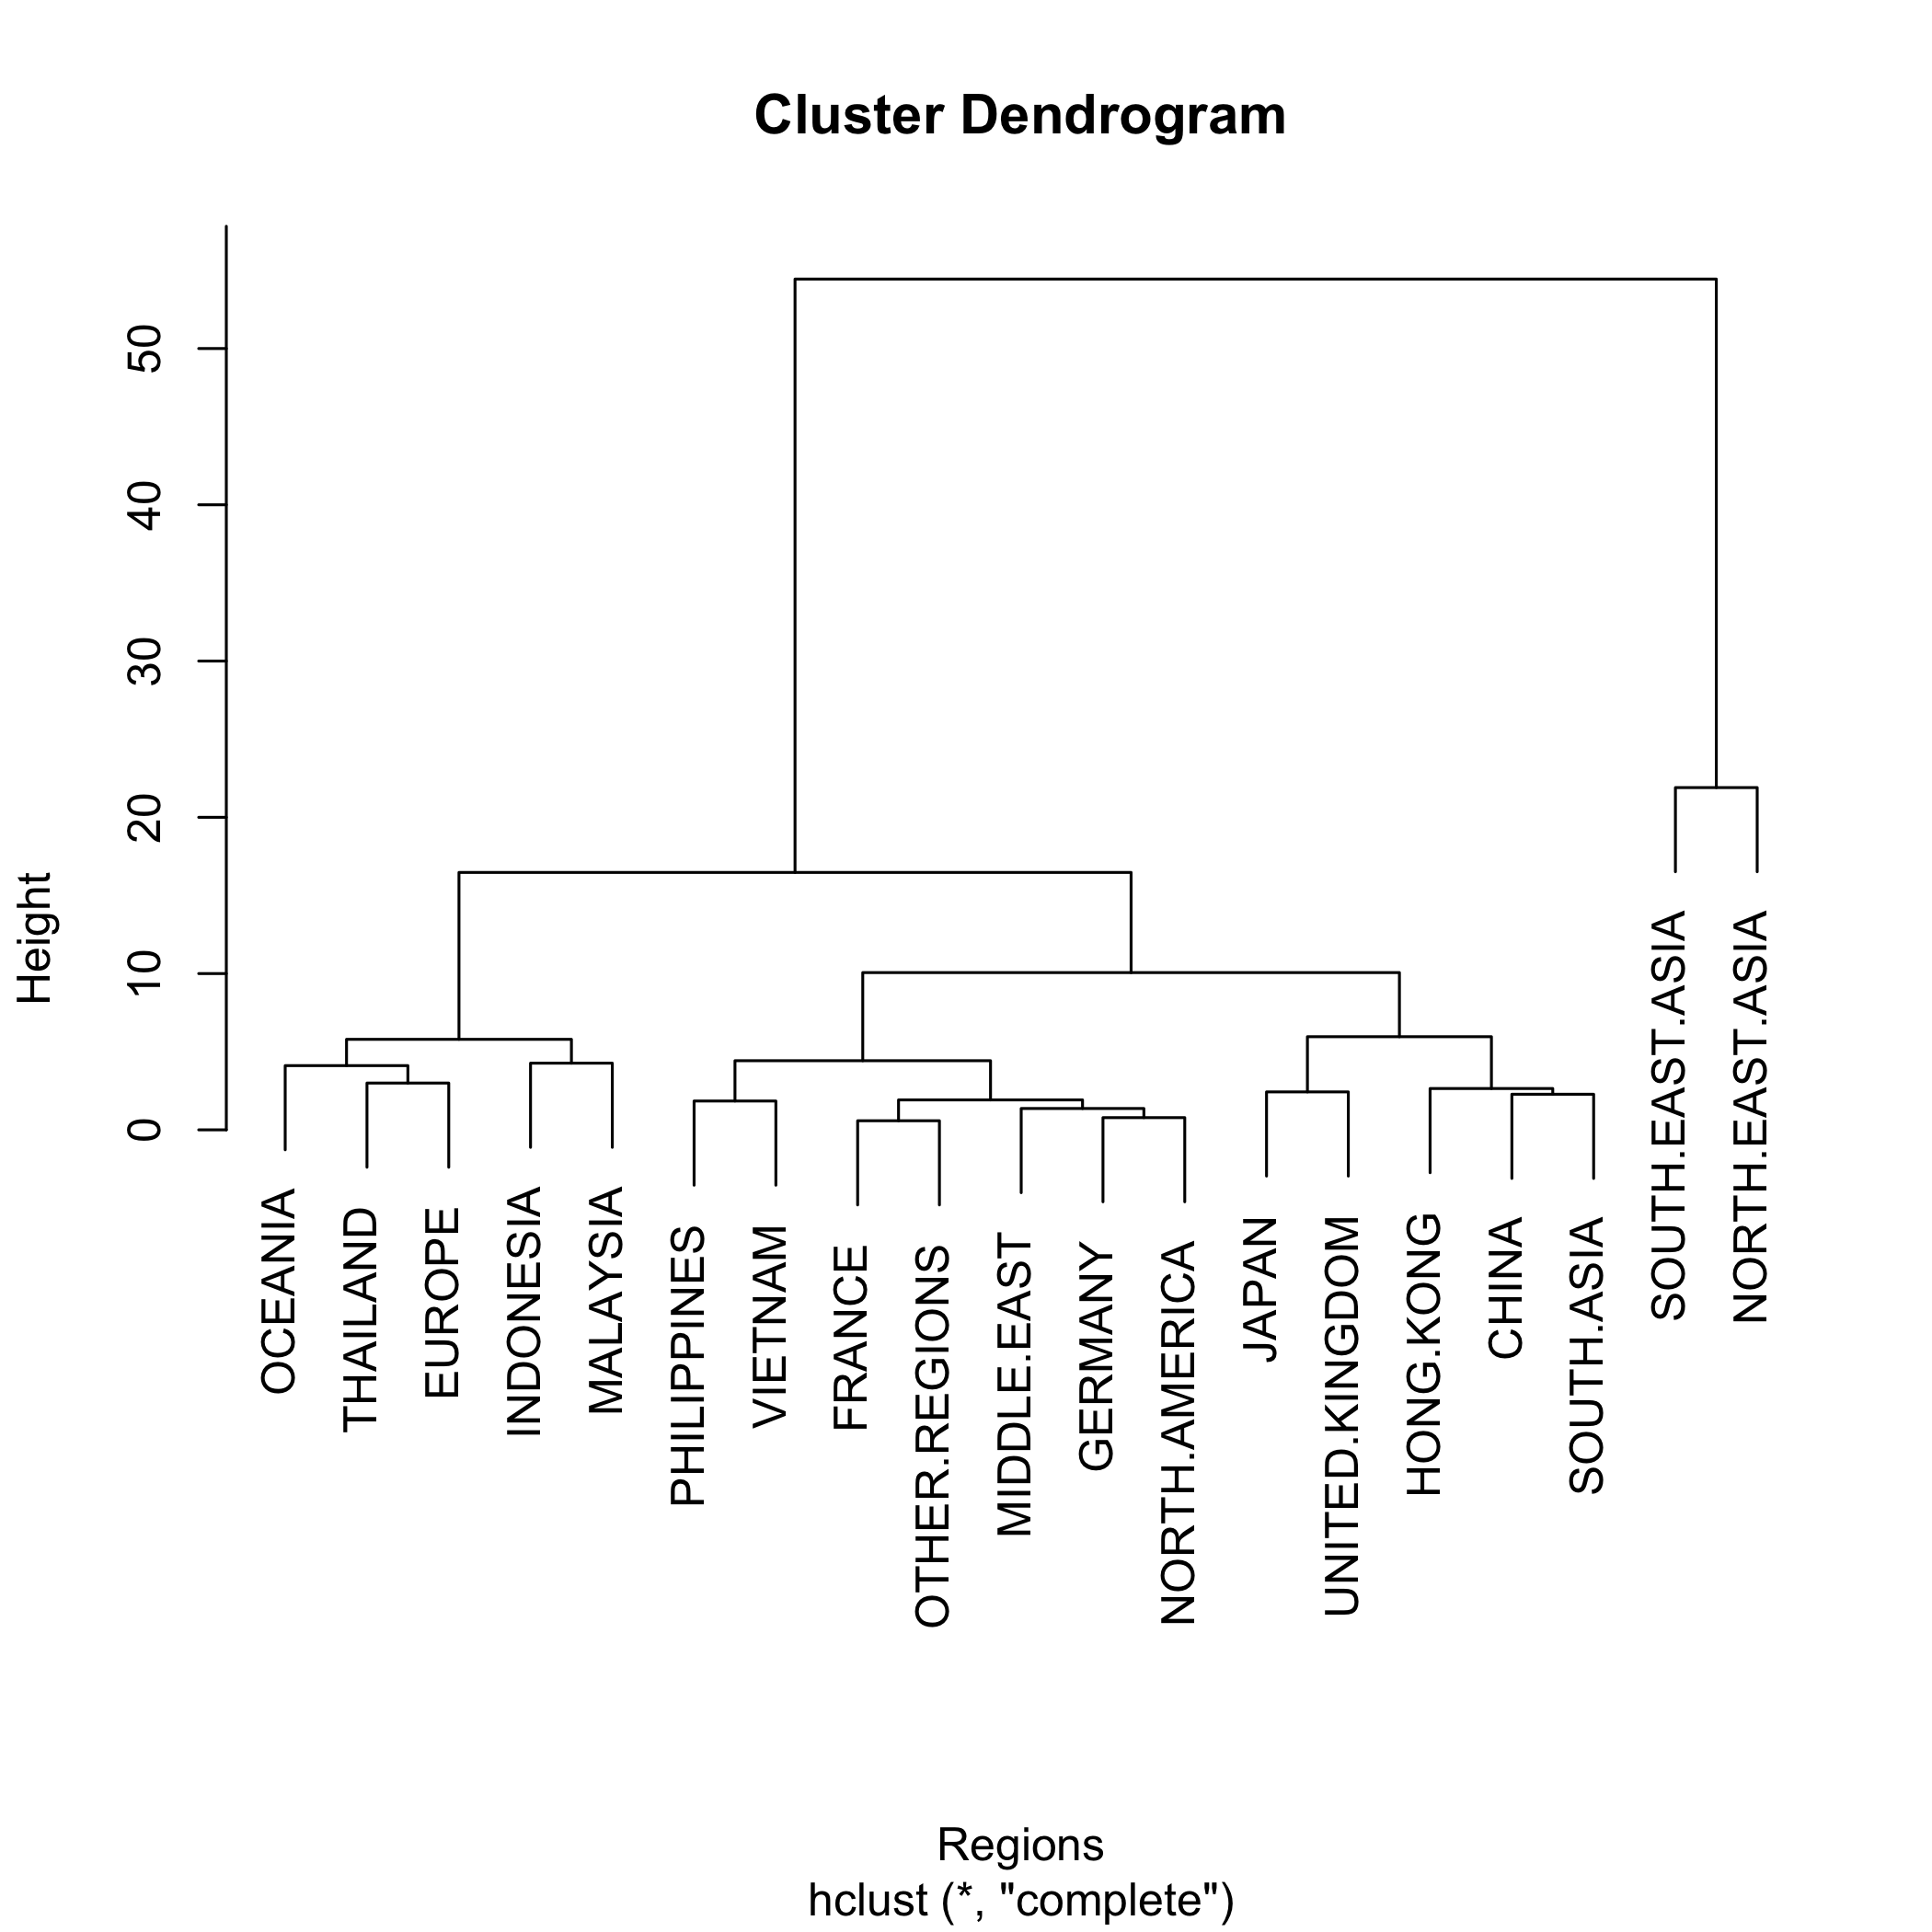 Cluster Dendrogram
Height
50
40
30
20
10
0
OCEANIA
THAILAND
EUROPE
INDONESIA
MALAYSIA
PHILIPPINES
VIETNAM
FRANCE
OTHER.REGIONS
MIDDLE.EAST
GERMANY
NORTH.AMERICA
JAPAN
UNITED.KINGDOM
HONG.KONG
CHINA
SOUTH.ASIA
SOUTH.EAST.ASIA
NORTH.EAST.ASIA
Regions
hclust (*, "complete")